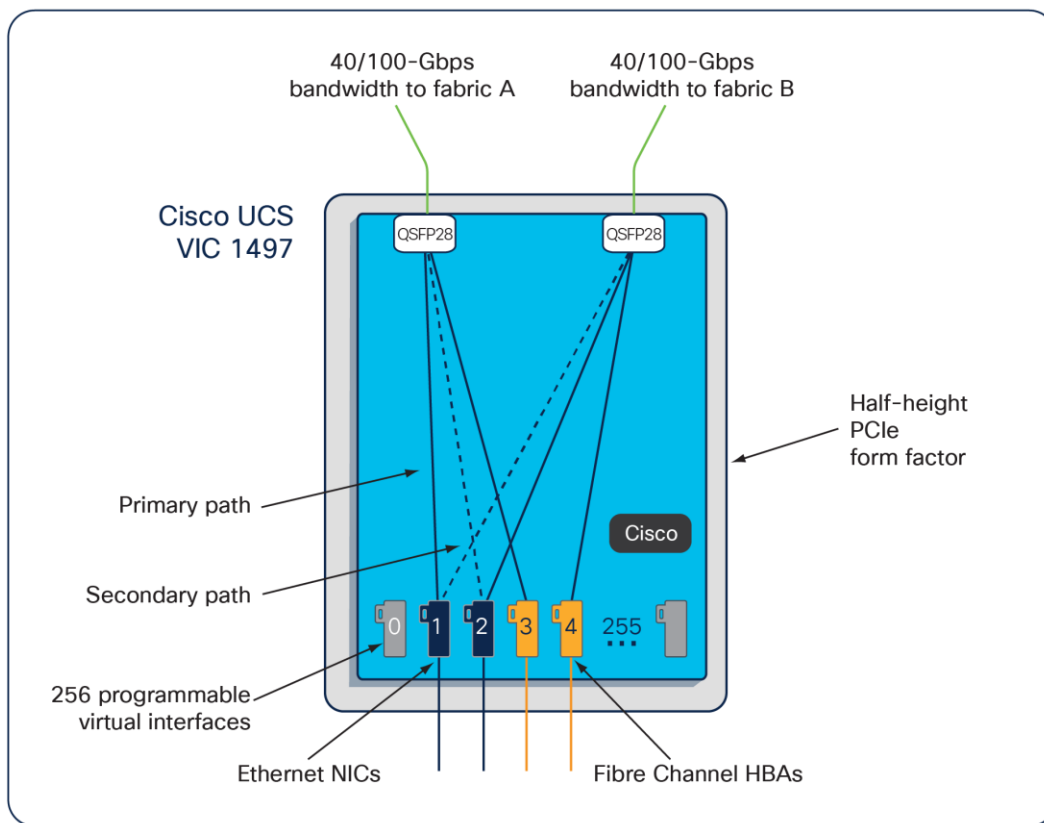 40/100-Gbps
bandwidth to fabric A
40/100-Gbps
bandwidth to fabric B
Cisco UCS
VIC 1497
QSFP28
QSFP28
Half-height
PCIe
form factor
Primary path
Cisco
Secondary path
0
1
2
3
4
255
...
256 programmable
virtual interfaces
Ethernet NICs
Fibre Channel HBAs